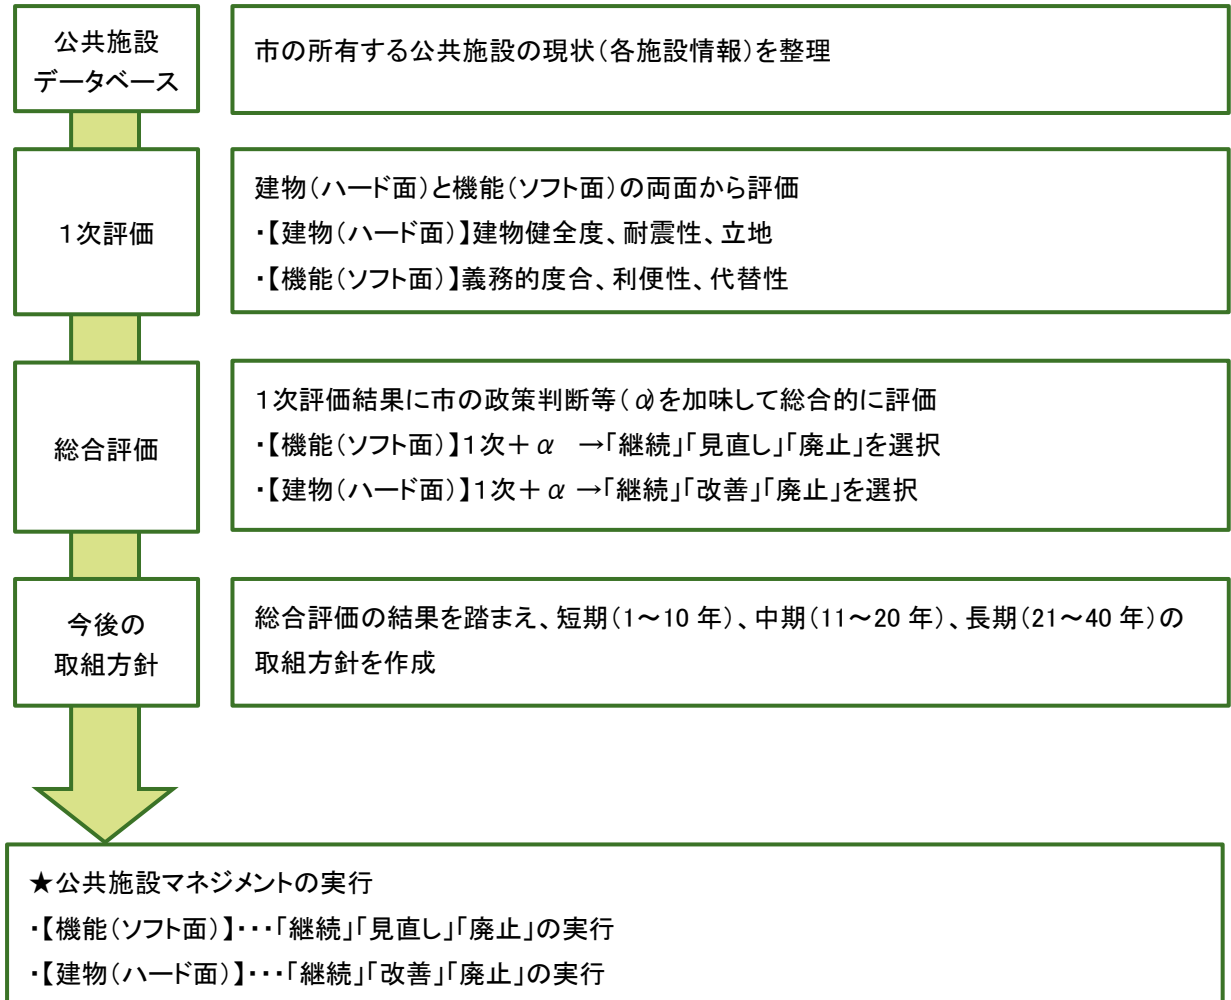 公共施設
データベース
市の所有する公共施設の現状（各施設情報）を整理
１次評価
建物（ハード面）と機能（ソフト面）の両面から評価
・【建物（ハード面）】建物健全度、耐震性、立地
・【機能（ソフト面）】義務的度合、利便性、代替性
総合評価
１次評価結果に市の政策判断等（α）を加味して総合的に評価
・【機能（ソフト面）】１次＋α　→「継続」「見直し」「廃止」を選択
・【建物（ハード面）】１次＋α →「継続」「改善」「廃止」を選択
今後の
取組方針
総合評価の結果を踏まえ、短期（1～10 年）、中期（11～20 年）、長期（21～40 年）の
取組方針を作成
★公共施設マネジメントの実行
・【機能（ソフト面）】・・・「継続」「見直し」「廃止」の実行
・【建物（ハード面）】・・・「継続」「改善」「廃止」の実行